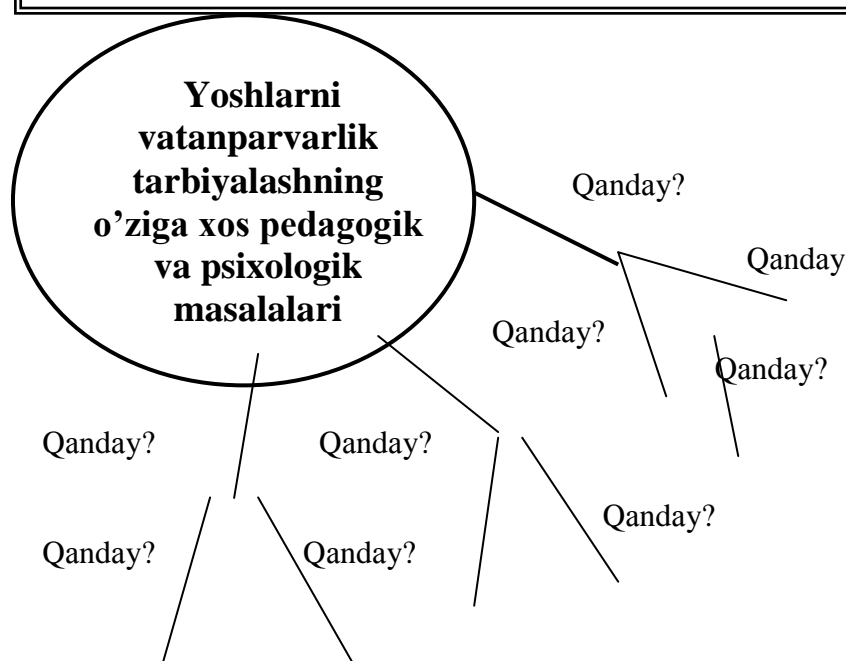 Yoshlarni
vatanparvarlik
tarbiyalashning
o’ziga xos pedagogik
va psixologik
masalalari
Qanday?
Qanday
Qanday?
Qanday?
Qanday?
Qanday?
Qanday?
Qanday?
Qanday?